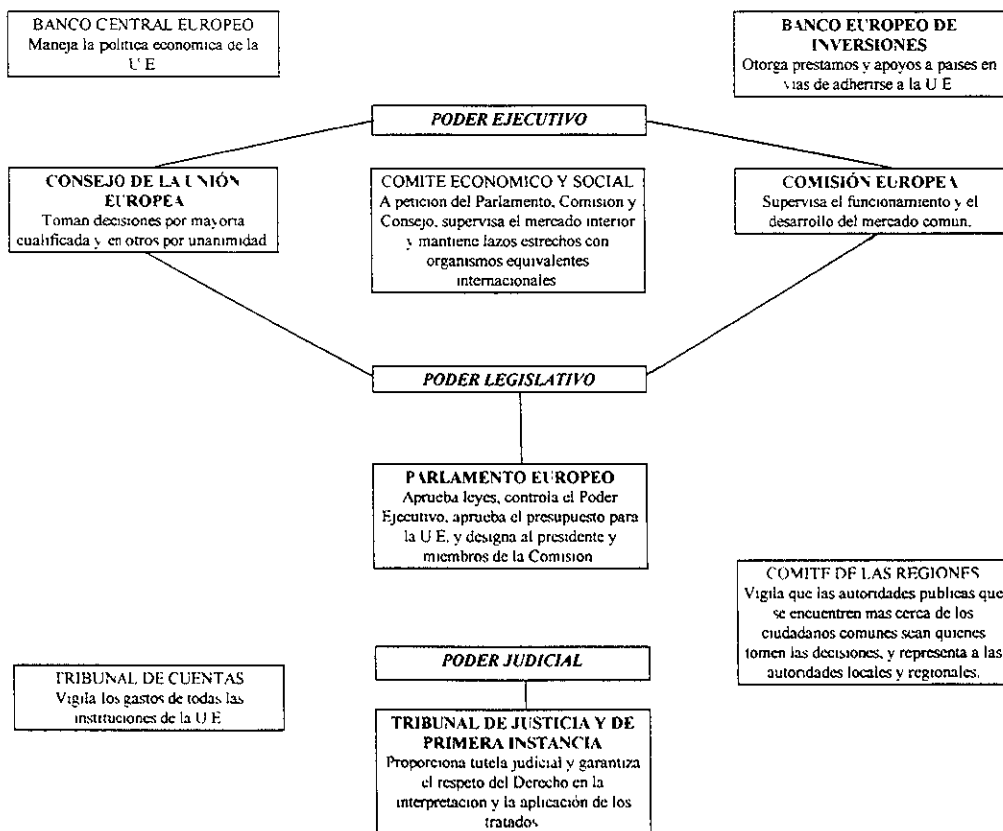 BANCO CENTRAL EUROPEO
Maneja la politica economica de la
U E
BANCO EUROPEO DE
INVERSIONES
Otorga prestamos y apoyos a paises en
vias de adherirse a la U E
PODER EJECUTIVO
CONSEJO DE LA UNIÓN
EUROPEA
Toman decisiones por mayoria
cualificada y en otros por unanimidad
COMITE ECONOMICO Y SOCIAL
A peticion del Parlamento, Comision y
Consejo, supervisa el mercado interior
y mantiene lazos estrechos con
organismos equivalentes
internacionales
COMISIÓN EUROPEA
Supervisa el funcionamiento y el
desarrollo del mercado comun.
PODER LEGISLATIVO
PARLAMENTO EUROPEO
Aprueba leyes, controla el Poder
Ejecutivo, aprueba el presupuesto para
la U E, y designa al presidente y
miembros de la Comision
COMITE DE LAS REGIONES
Vigila que las autoridades publicas que
se encuentren mas cerca de los
ciudadanos comunes sean quienes
tomen las decisiones, y representa a las
autoridades locales y regionales.
PODER JUDICIAL
TRIBUNAL DE CUENTAS
Vigila los gastos de todas las
instituciones de la U E
TRIBUNAL DE JUSTICIA Y DE
PRIMERA INSTANCIA
Proporciona tutela judicial y garantiza
el respeto del Derecho en la
interpretacion y la aplicación de los
tratados